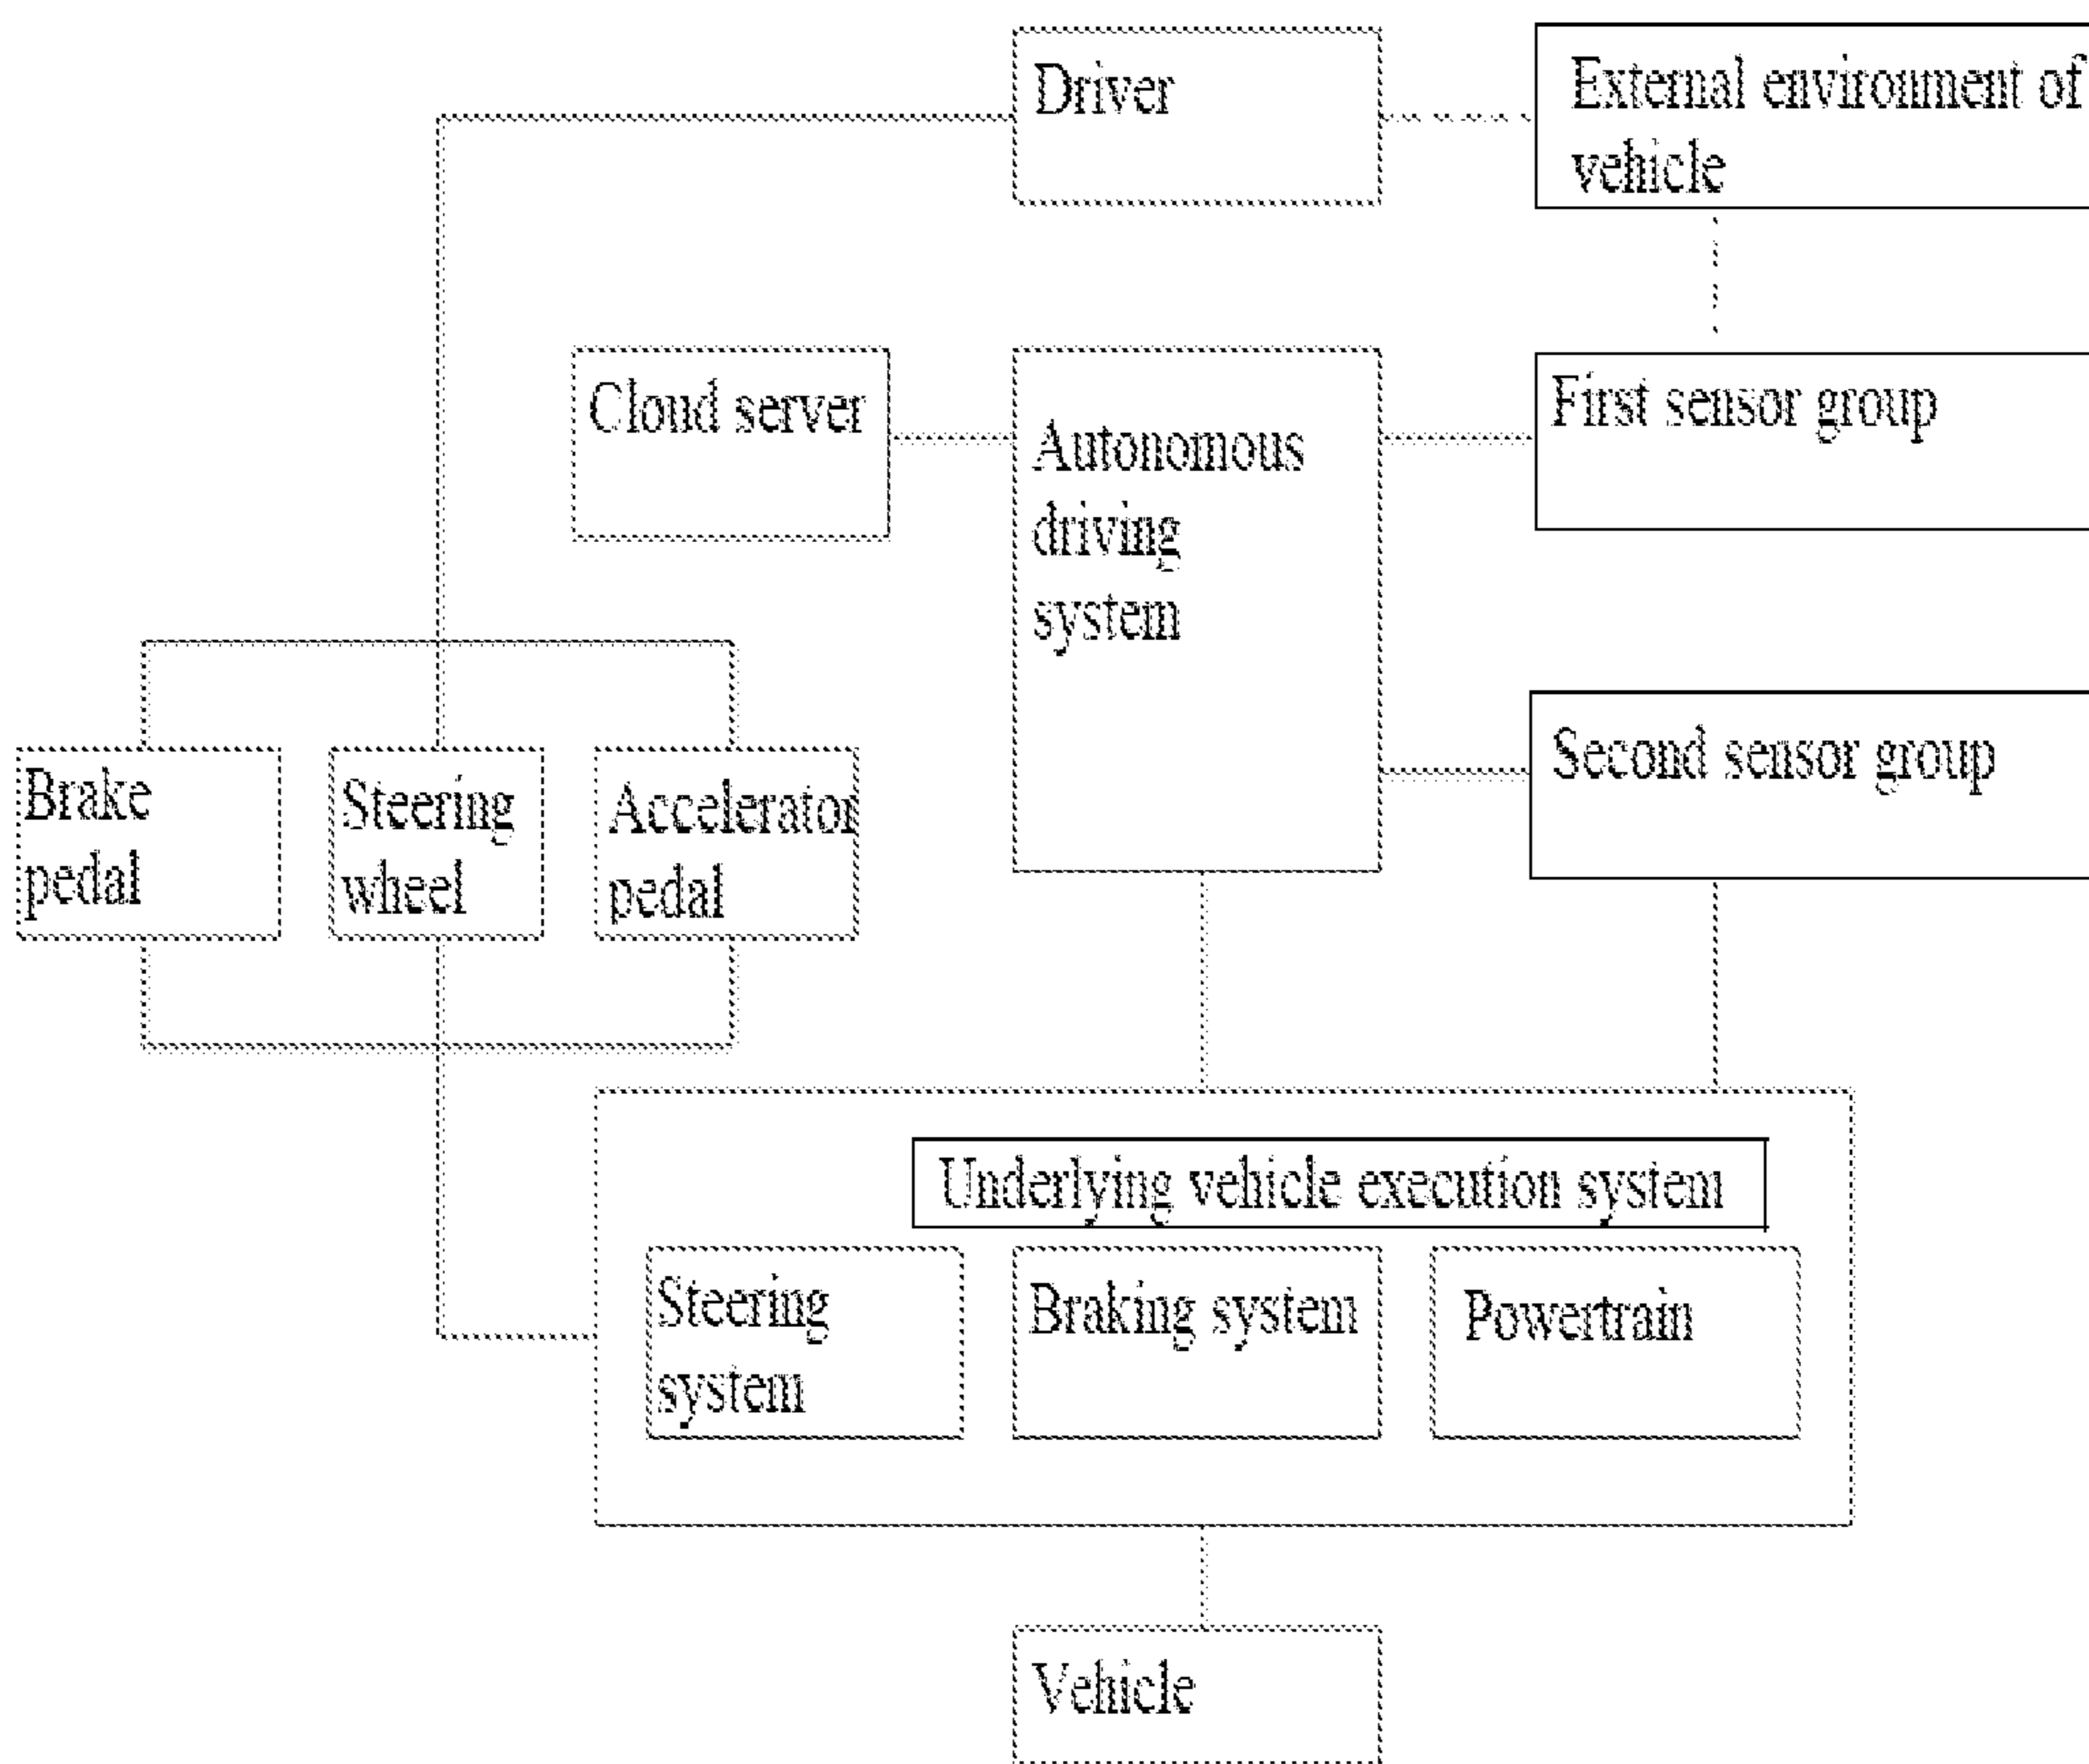 Driver
External environment of
vehicle
Cloud server
Autonomous
driving
system
First sensor group
Second sensor group
Brake
pedal
Steering
wheel
Accelerator
pedal
Underlying vehicle execution system
Steering
system
Braking system
Powertrain
Vehicle